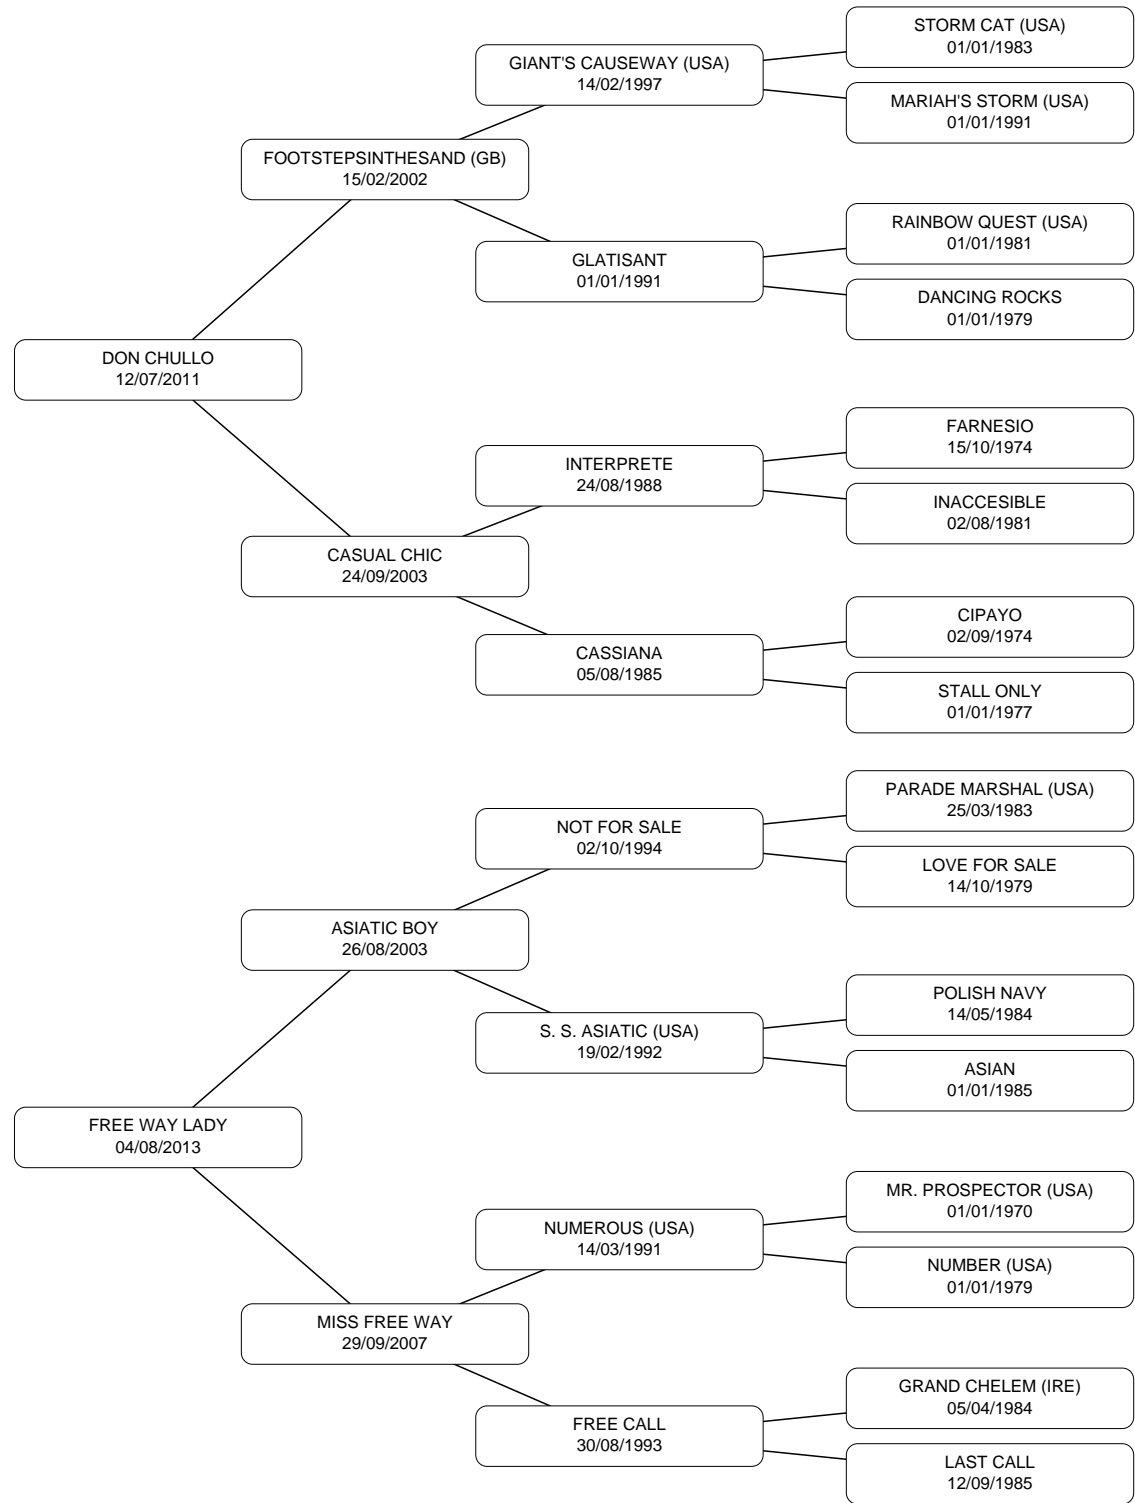 STORM CAT (USA)
01/01/1983
GIANT'S CAUSEWAY (USA)
14/02/1997
MARIAH'S STORM (USA)
01/01/1991
FOOTSTEPSINTHESAND (GB)
15/02/2002
RAINBOW QUEST (USA)
01/01/1981
GLATISANT
01/01/1991
DANCING ROCKS
01/01/1979
DON CHULLO
12/07/2011
FARNESIO
15/10/1974
INTERPRETE
24/08/1988
INACCESIBLE
02/08/1981
CASUAL CHIC
24/09/2003
CIPAYO
02/09/1974
CASSIANA
05/08/1985
STALL ONLY
01/01/1977
PARADE MARSHAL (USA)
25/03/1983
NOT FOR SALE
02/10/1994
LOVE FOR SALE
14/10/1979
ASIATIC BOY
26/08/2003
POLISH NAVY
14/05/1984
S. S. ASIATIC (USA)
19/02/1992
ASIAN
01/01/1985
FREE WAY LADY
04/08/2013
MR. PROSPECTOR (USA)
01/01/1970
NUMEROUS (USA)
14/03/1991
NUMBER (USA)
01/01/1979
MISS FREE WAY
29/09/2007
GRAND CHELEM (IRE)
05/04/1984
FREE CALL
30/08/1993
LAST CALL
12/09/1985